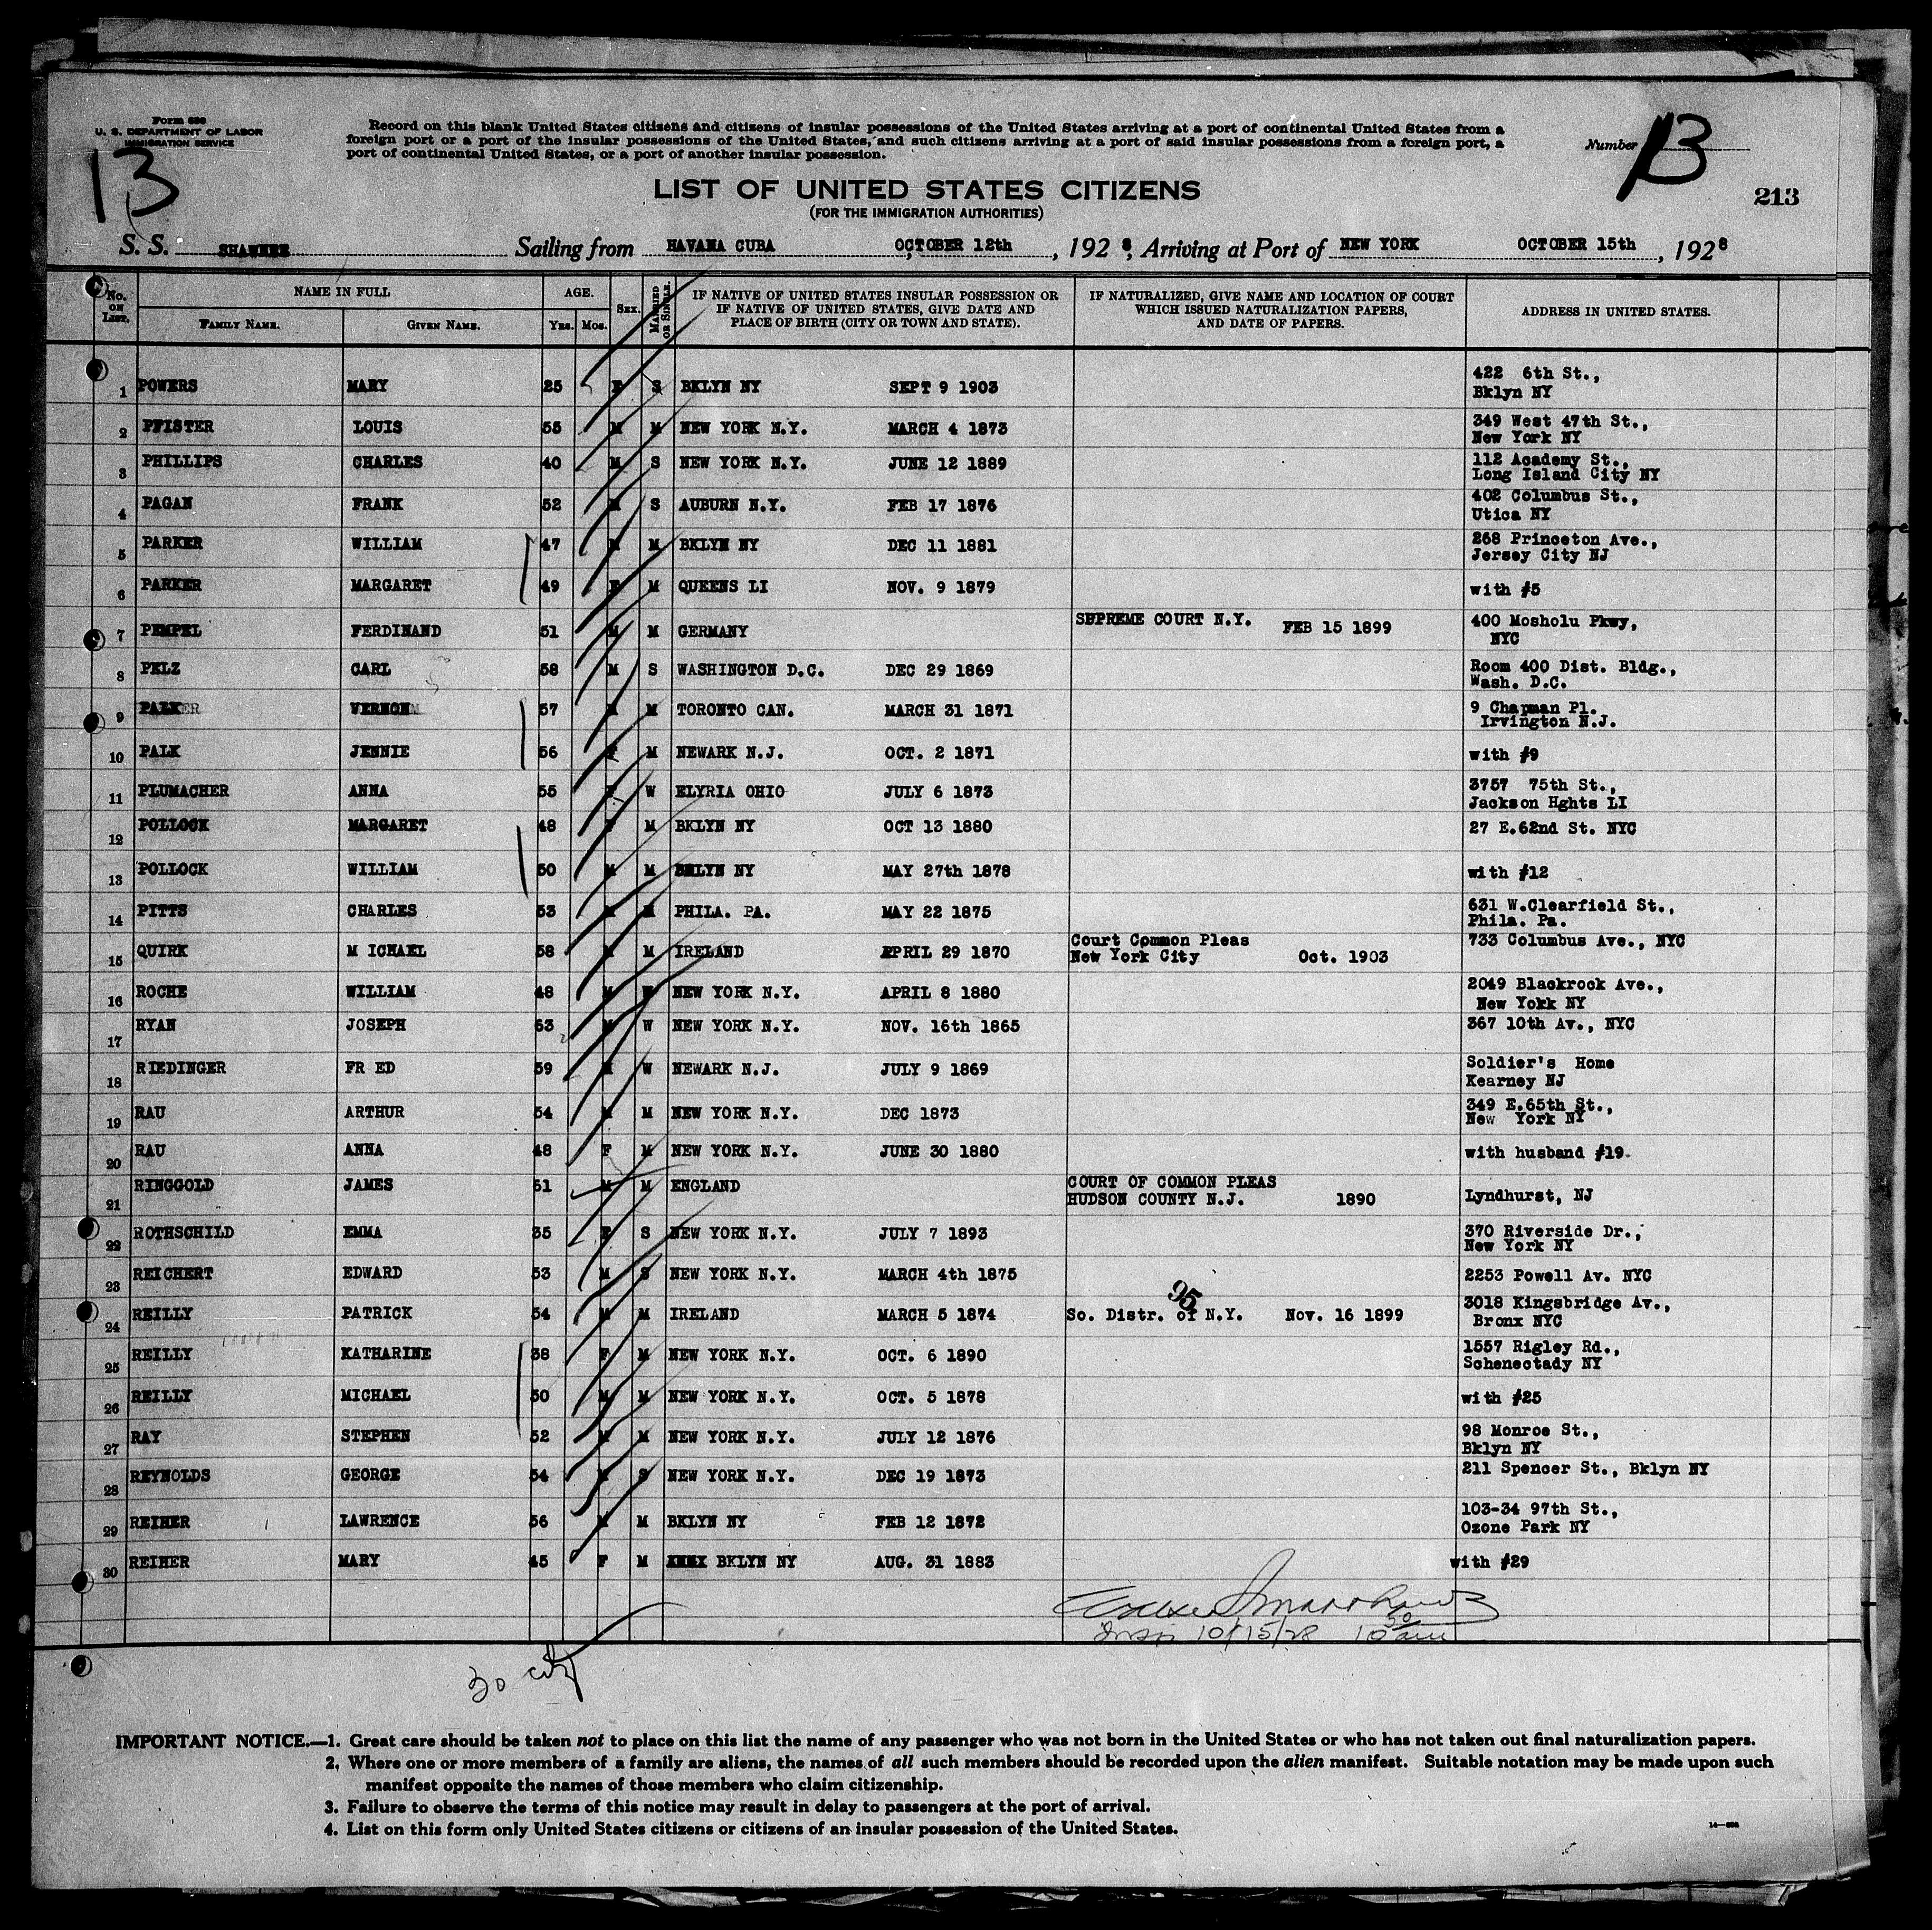 Form 630
U. S. DEPARTMENT OF LABOR
IMMIGRATION SERVICE
13
Record on this blank United States citizens and citizens of insular possessions of the United States arriving at a port of continental United States from a
foreign port or a port of the insular possessions of the United States, and such citizens arriving at a port of said insular possessions from a foreign port, a
port of continental United States, or a port of another insular possession.
Number 13
213
LIST OF UNITED STATES CITIZENS
(FOR THE IMMIGRATION AUTHORITIES)
S. S. SHAWNEE Sailing from HAVANA CUBA OCTOBER 12th, 1928, Arriving at Port of NEW YORK OCTOBER 15th, 1928
No. ON LIST. NAME IN FULL FAMILY NAME. GIVEN NAME. AGE. YRS. MOS. SEX. MARRIED OR SINGLE. IF NATIVE OF UNITED STATES INSULAR POSSESSION OR IF NATIVE OF UNITED STATES, GIVE DATE AND PLACE OF BIRTH (CITY OR TOWN AND STATE). IF NATURALIZED, GIVE NAME AND LOCATION OF COURT WHICH ISSUED NATURALIZATION PAPERS, AND DATE OF PAPERS. ADDRESS IN UNITED STATES.
1 POWERS MARY 25 F S BKLYN NY SEPT 9 1903 422 6th St., Bklyn NY
2 PFISTER LOUIS 55 M M NEW YORK N.Y. MARCH 4 1873 349 West 47th St., New York NY
3 PHILLIPS CHARLES 40 M S NEW YORK N.Y. JUNE 12 1889 112 Academy St., Long Island City NY
4 PAGAN FRANK 52 M S AUBURN N.Y. FEB 17 1876 402 Columbus St., Utica NY
5 PARKER WILLIAM 47 M M BKLYN NY DEC 11 1881 268 Princeton Ave., Jersey City NJ
6 PARKER MARGARET 49 F M QUEENS LI NOV. 9 1879 with #5
7 PEMPEL FERDINAND 51 M M GERMANY SUPREME COURT N.Y. FEB 15 1899 400 Mosholu Pkwy, NYC
8 PELZ CARL 58 M S WASHINGTON D.C. DEC 29 1869 Room 400 Dist. Bldg., Wash. D.C.
9 PALKER VERNON 57 M M TORONTO CAN. MARCH 31 1871 9 Chapman Pl. Irvington N.J.
10 PALK JENNIE 56 F M NEWARK N.J. OCT. 2 1871 with #9
11 PLUMACHER ANNA 55 F W ELYRIA OHIO JULY 6 1873 3757 75th St., Jackson Hghts LI
12 POLLOCK MARGARET 48 F M BKLYN NY OCT 13 1880 27 E.62nd St. NYC
13 POLLOCK WILLIAM 50 M M BKLYN NY MAY 27th 1878 with #12
14 PITTS CHARLES 53 M M PHILA. PA. MAY 22 1875 631 W.Clearfield St., Phila. Pa.
15 QUIRK M ICHAEL 58 M M IRELAND APRIL 29 1870 Court Common Pleas New York City Oct. 1903 733 Columbus Ave., NYC
16 ROCHE WILLIAM 48 M W NEW YORK N.Y. APRIL 8 1880 2049 Blackrock Ave., New Yokk NY
17 RYAN JOSEPH 63 M W NEW YORK N.Y. NOV. 16th 1865 367 10th Av., NYC
18 RIEDINGER FR ED 59 M W NEWARK N.J. JULY 9 1869 Soldier's Home Kearney NJ
19 RAU ARTHUR 54 M M NEW YORK N.Y. DEC 1873 349 E.65th St., New York NY
20 RAU ANNA 48 F M NEW YORK N.Y. JUNE 30 1880 with husband #19
21 RINGGOLD JAMES 51 M M ENGLAND COURT OF COMMON PLEAS HUDSON COUNTY N.J. 1890 Lyndhurst, NJ
22 ROTHSCHILD EMMA 35 F S NEW YORK N.Y. JULY 7 1893 370 Riverside Dr., New York NY
23 REICHERT EDWARD 53 M S NEW YORK N.Y. MARCH 4th 1875 2253 Powell Av. NYC
24 REILLY PATRICK 54 M M IRELAND MARCH 5 1874 So. Distr. of N.Y. 95 Nov. 16 1899 3018 Kingsbridge Av., Bronx NYC
25 REILLY KATHARINE 38 F M NEW YORK N.Y. OCT. 6 1890 1557 Rigley Rd., Schenectady NY
26 REILLY MICHAEL 50 M M NEW YORK N.Y. OCT. 5 1878 with #25
27 RAY STEPHEN 52 M M NEW YORK N.Y. JULY 12 1876 98 Monroe St., Bklyn NY
28 REYNOLDS GEORGE 54 M S NEW YORK N.Y. DEC 19 1873 211 Spencer St., Bklyn NY
29 REIHER LAWRENCE 56 M M BKLYN NY FEB 12 1872 103-34 97th St., Ozone Park NY
30 REIHER MARY 45 F M BKLYN NY AUG. 31 1883 with #29
10/15/28 10 30 am
30 city
IMPORTANT NOTICE.—1. Great care should be taken not to place on this list the name of any passenger who was not born in the United States or who has not taken out final naturalization papers.
2. Where one or more members of a family are aliens, the names of all such members should be recorded upon the alien manifest. Suitable notation may be made upon such
manifest opposite the names of those members who claim citizenship.
3. Failure to observe the terms of this notice may result in delay to passengers at the port of arrival.
4. List on this form only United States citizens or citizens of an insular possession of the United States.